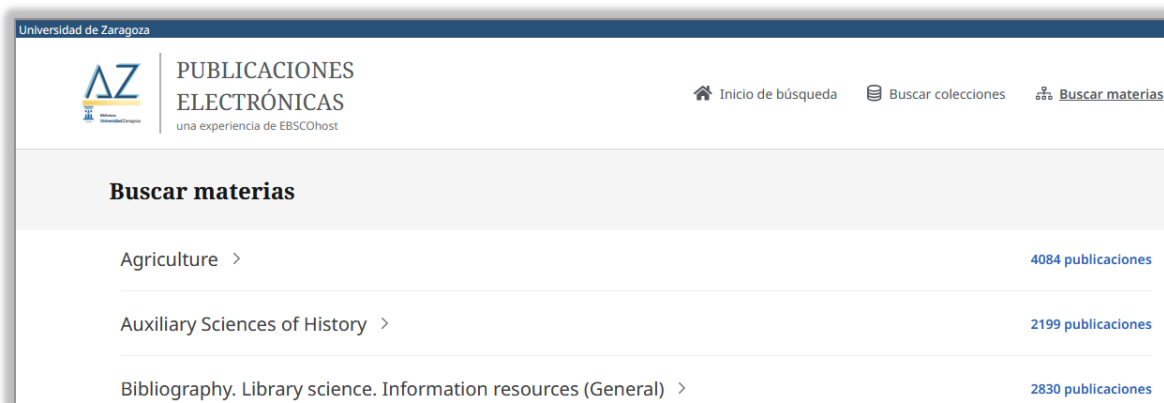 Universidad de Zaragoza
AZ
PUBLICACIONES
ELECTRÓNICAS
una experiencia de EBSCOhost
Inicio de búsqueda
Buscar colecciones
Buscar materias
Buscar materias
Agriculture
4084 publicaciones
Auxiliary Sciences of History
2199 publicaciones
Bibliography. Library science. Information resources (General)
2830 publicaciones